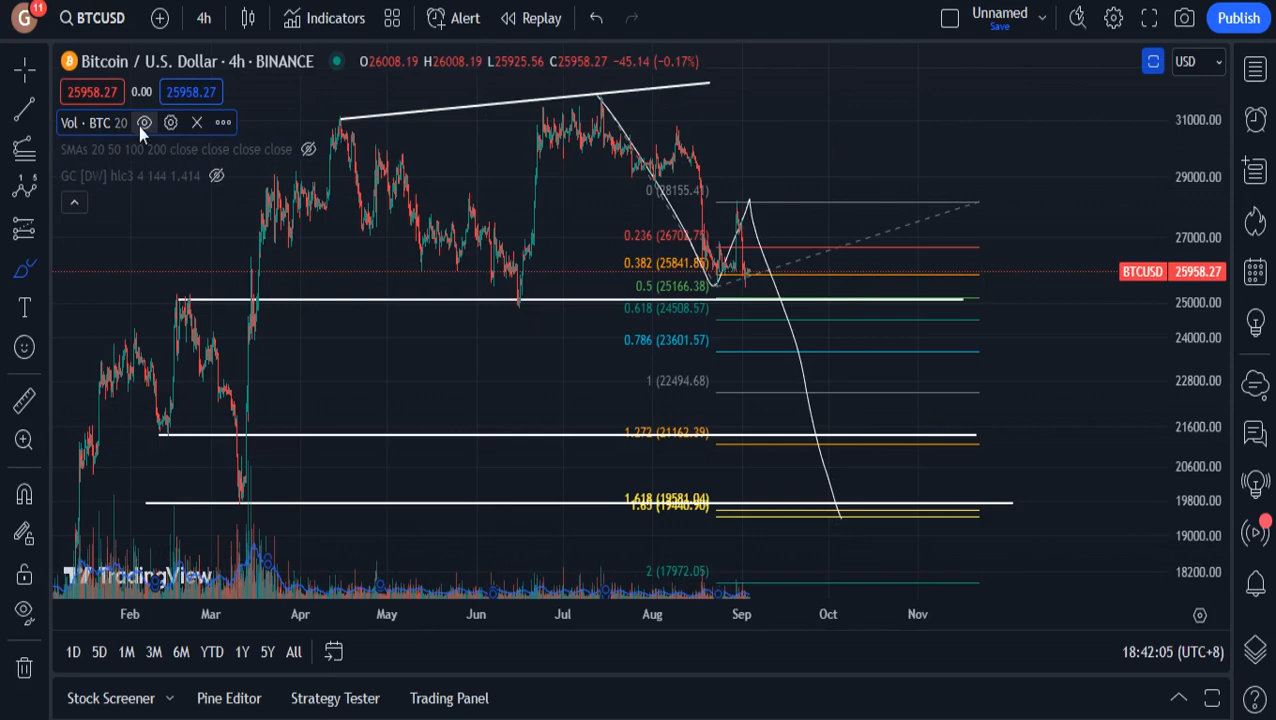 G
11
BTCUSD
4h
Indicators
Alert
Replay
Unnamed
Save
Publish
Bitcoin / U.S. Dollar · 4h · BINANCE
O26008.19 H26008.19 L25925.56 C25958.27 −45.14 (−0.17%)
USD
25958.27
0.00
25958.27
Vol · BTC 20
SMAs 20 50 100 200 close close close close
GC [DW] hlc3 4 144 1.414
31000.00
29000.00
27000.00
BTCUSD 25958.27
25000.00
24000.00
22800.00
21600.00
20600.00
19800.00
19000.00
18200.00
0 (28155.41)
0.236 (26702.75)
0.382 (25841.85)
0.5 (25166.38)
0.618 (24508.57)
0.786 (23601.57)
1 (22494.68)
1.272 (21162.39)
1.618 (19581.04)
1.65 (19440.90)
2 (17972.05)
TradingView
Feb
Mar
Apr
May
Jun
Jul
Aug
Sep
Oct
Nov
1D 5D 1M 3M 6M YTD 1Y 5Y All
18:42:05 (UTC+8)
Stock Screener
Pine Editor
Strategy Tester
Trading Panel